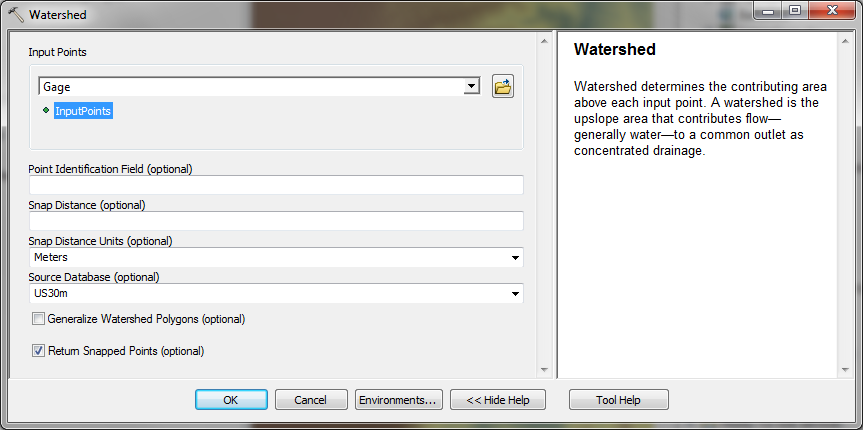 Watershed
Input Points
Gage
InputPoints
Point Identification Field (optional)
Snap Distance (optional)
Snap Distance Units (optional)
Meters
Source Database (optional)
US30m
Generalize Watershed Polygons (optional)
Return Snapped Points (optional)
Watershed
Watershed determines the contributing area
above each input point. A watershed is the
upslope area that contributes flow—
generally water—to a common outlet as
concentrated drainage.
OK
Cancel
Environments...
<< Hide Help
Tool Help